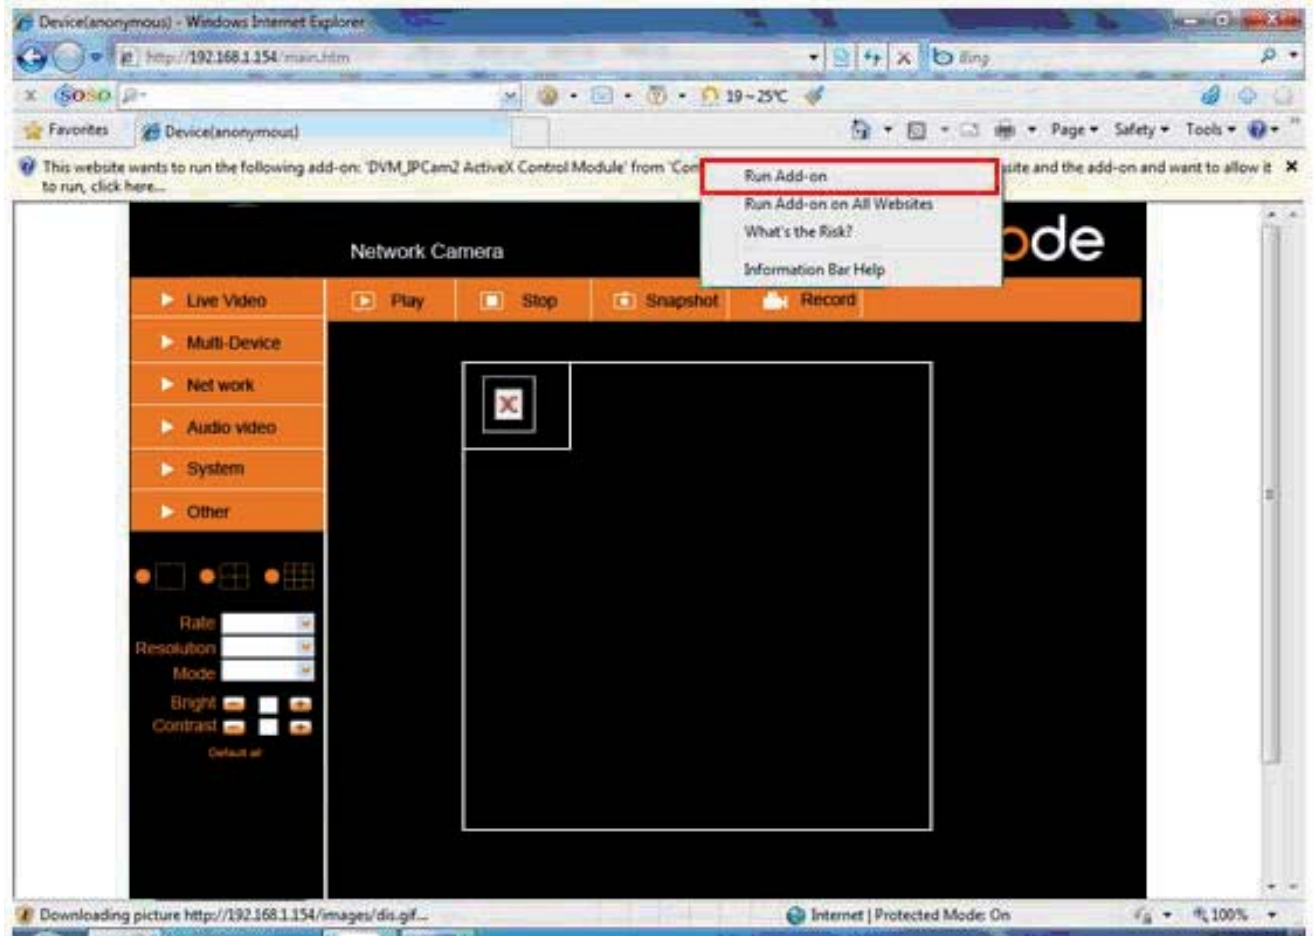 Device(anonymous) - Windows Internet Explorer
http://192.168.1.154/main.htm
Bing
SOSO
19~25℃
Favorites
Device(anonymous)
Page
Safety
Tools
This website wants to run the following add-on: 'DVM_IPCam2 ActiveX Control Module' from 'Con
site and the add-on and want to allow it
to run, click here...
Run Add-on
Run Add-on on All Websites
What's the Risk?
Information Bar Help
Network Camera
ode
Live Video
Play
Stop
Snapshot
Record
Multi-Device
Net work
Audio video
System
Other
Rate
Resolution
Mode
Bright
Contrast
Default all
Downloading picture http://192.168.1.154/images/dis.gif...
Internet | Protected Mode: On
100%